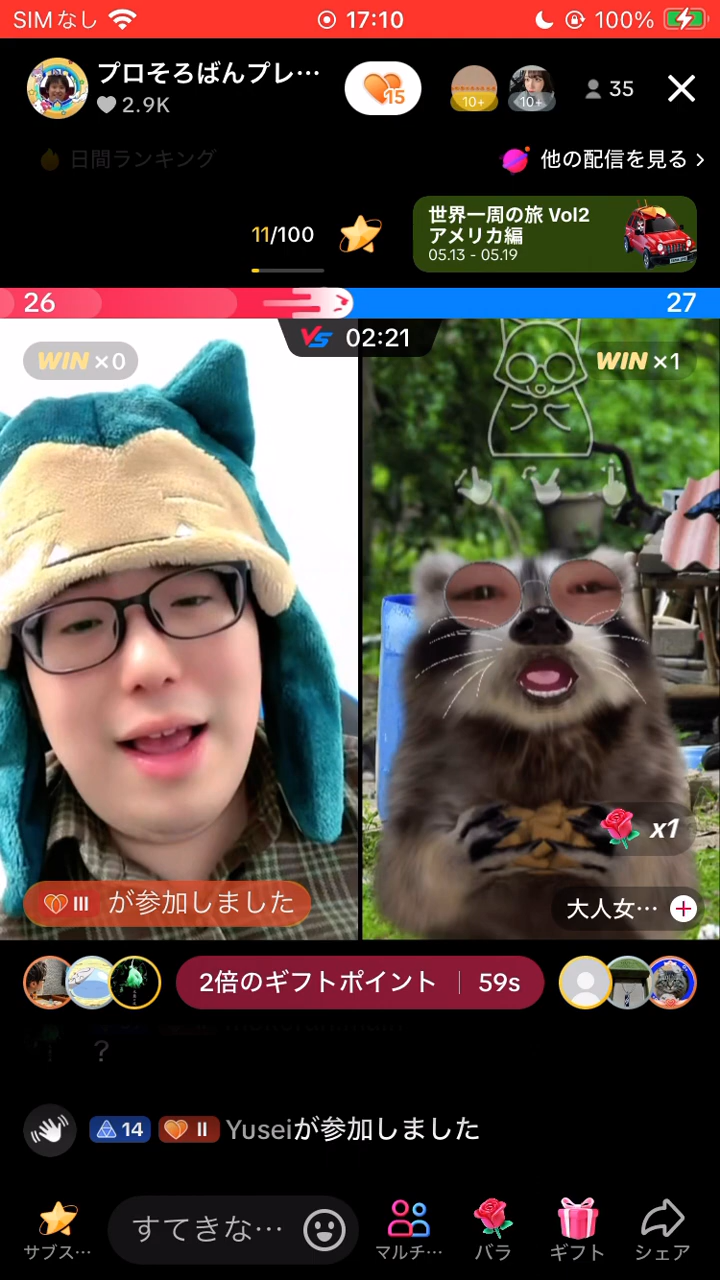 SIMなし 17:10 100%
プロそろばんプレ…
2.9K
15
10+ 10+ 35
日間ランキング 他の配信を見る
11/100
世界一周の旅 Vol2
アメリカ編
05.13 - 05.19
26 27
VS 02:21
WIN ×0 WIN ×1
x1
III が参加しました
大人女…
2倍のギフトポイント 59s
?
14 II Yuseiが参加しました
サブス… すてきな… マルチ… バラ ギフト シェア